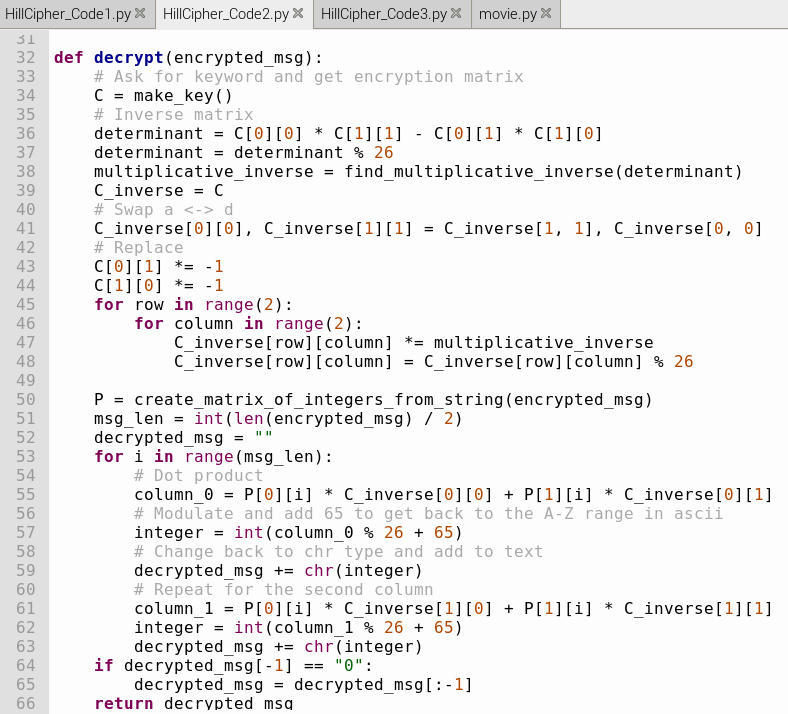 HillCipher_Code1.py HillCipher_Code2.py HillCipher_Code3.py movie.py
31
32 def decrypt(encrypted_msg):
33     # Ask for keyword and get encryption matrix
34     C = make_key()
35     # Inverse matrix
36     determinant = C[0][0] * C[1][1] - C[0][1] * C[1][0]
37     determinant = determinant % 26
38     multiplicative_inverse = find_multiplicative_inverse(determinant)
39     C_inverse = C
40     # Swap a <-> d
41     C_inverse[0][0], C_inverse[1][1] = C_inverse[1, 1], C_inverse[0, 0]
42     # Replace
43     C[0][1] *= -1
44     C[1][0] *= -1
45     for row in range(2):
46         for column in range(2):
47             C_inverse[row][column] *= multiplicative_inverse
48             C_inverse[row][column] = C_inverse[row][column] % 26
49
50     P = create_matrix_of_integers_from_string(encrypted_msg)
51     msg_len = int(len(encrypted_msg) / 2)
52     decrypted_msg = ""
53     for i in range(msg_len):
54         # Dot product
55         column_0 = P[0][i] * C_inverse[0][0] + P[1][i] * C_inverse[0][1]
56         # Modulate and add 65 to get back to the A-Z range in ascii
57         integer = int(column_0 % 26 + 65)
58         # Change back to chr type and add to text
59         decrypted_msg += chr(integer)
60         # Repeat for the second column
61         column_1 = P[0][i] * C_inverse[1][0] + P[1][i] * C_inverse[1][1]
62         integer = int(column_1 % 26 + 65)
63         decrypted_msg += chr(integer)
64     if decrypted_msg[-1] == "0":
65         decrypted_msg = decrypted_msg[:-1]
66     return decrypted_msg